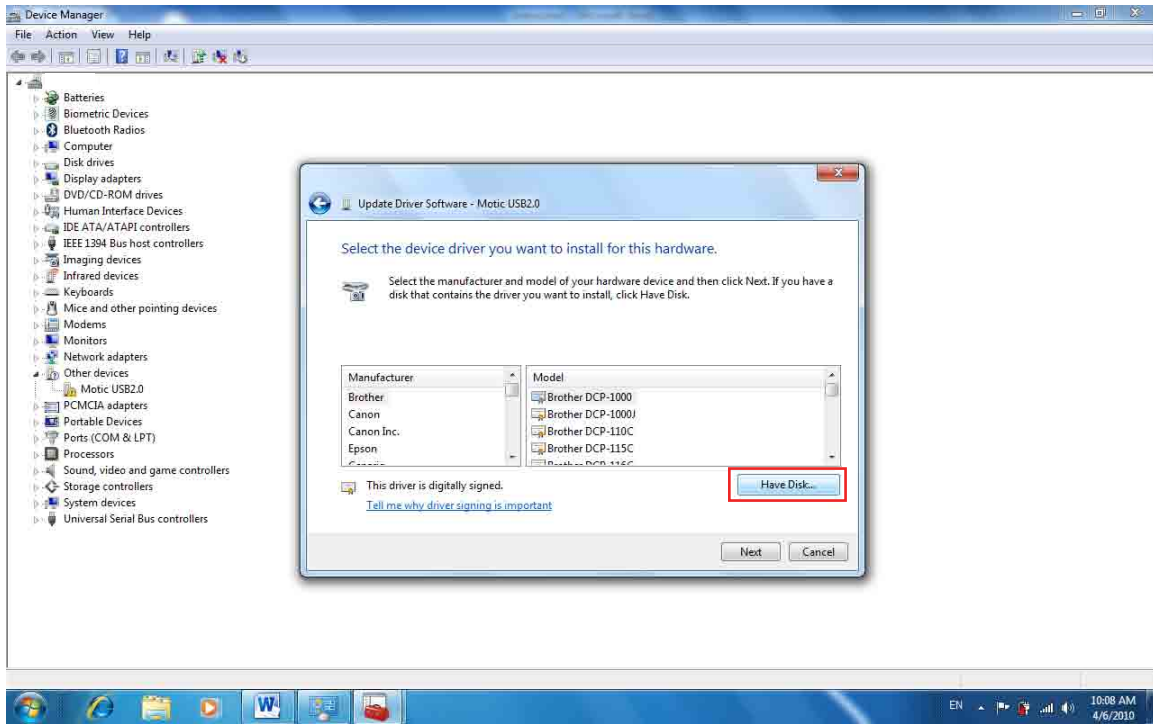 Device Manager
File Action View Help
Batteries
Biometric Devices
Bluetooth Radios
Computer
Disk drives
Display adapters
DVD/CD-ROM drives
Human Interface Devices
IDE ATA/ATAPI controllers
IEEE 1394 Bus host controllers
Imaging devices
Infrared devices
Keyboards
Mice and other pointing devices
Modems
Monitors
Network adapters
Other devices
Motic USB2.0
PCMCIA adapters
Portable Devices
Ports (COM & LPT)
Processors
Sound, video and game controllers
Storage controllers
System devices
Universal Serial Bus controllers
Update Driver Software - Motic USB2.0
Select the device driver you want to install for this hardware.
Select the manufacturer and model of your hardware device and then click Next. If you have a
disk that contains the driver you want to install, click Have Disk.
Manufacturer
Brother
Canon
Canon Inc.
Epson
Model
Brother DCP-1000
Brother DCP-1000J
Brother DCP-110C
Brother DCP-115C
This driver is digitally signed.
Have Disk...
Tell me why driver signing is important
Next Cancel
EN
10:08 AM
4/6/2010